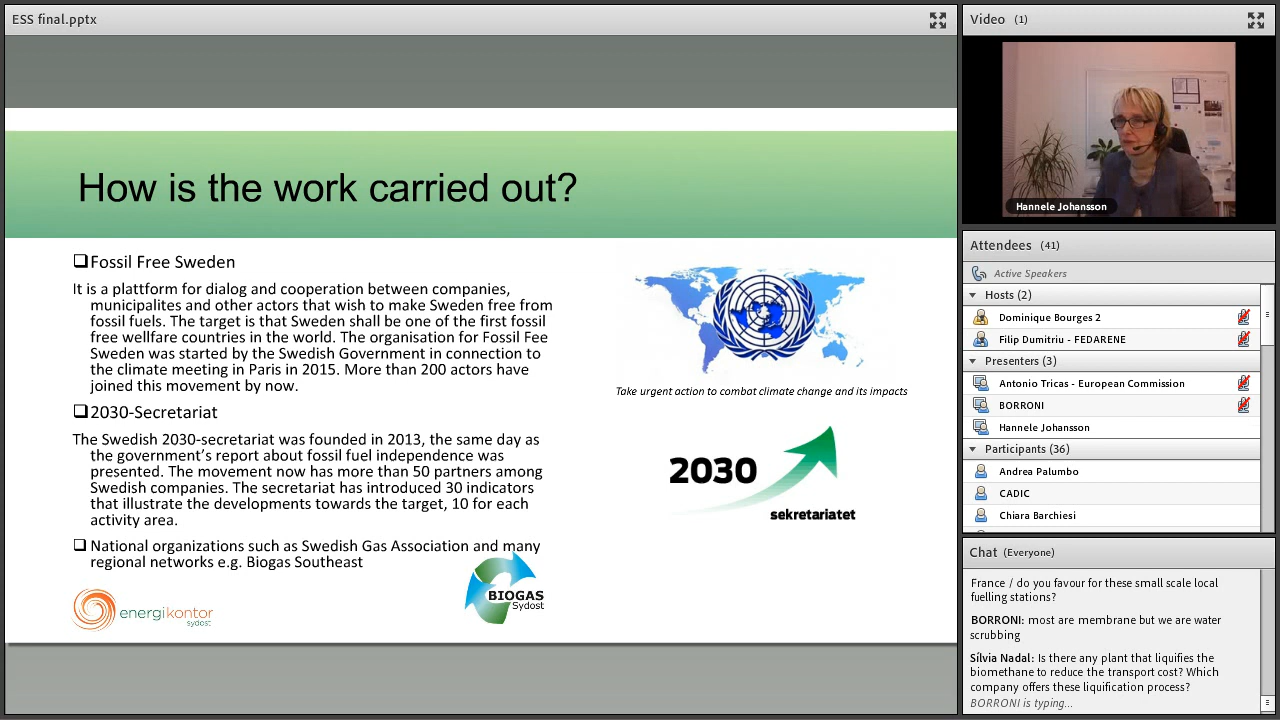 ESS final.pptx
How is the work carried out?
Fossil Free Sweden
It is a plattform for dialog and cooperation between companies,
municipalites and other actors that wish to make Sweden free from
fossil fuels. The target is that Sweden shall be one of the first fossil
free wellfare countries in the world. The organisation for Fossil Fee
Sweden was started by the Swedish Government in connection to
the climate meeting in Paris in 2015. More than 200 actors have
joined this movement by now.
2030-Secretariat
The Swedish 2030-secretariat was founded in 2013, the same day as
the government's report about fossil fuel independence was
presented. The movement now has more than 50 partners among
Swedish companies. The secretariat has introduced 30 indicators
that illustrate the developments towards the target, 10 for each
activity area.
National organizations such as Swedish Gas Association and many
regional networks e.g. Biogas Southeast
energikontor
sydost
BIOGAS
Sydost
Take urgent action to combat climate change and its impacts
2030
sekretariatet
Video (1)
Hannele Johansson
Attendees (41)
Active Speakers
Hosts (2)
Dominique Bourges 2
Filip Dumitriu - FEDARENE
Presenters (3)
Antonio Tricas - European Commission
BORRONI
Hannele Johansson
Participants (36)
Andrea Palumbo
CADIC
Chiara Barchiesi
Chat (Everyone)
France / do you favour for these small scale local
fuelling stations?
BORRONI: most are membrane but we are water
scrubbing
Sílvia Nadal: Is there any plant that liquifies the
biomethane to reduce the transport cost? Which
company offers these liquification process?
BORRONI is typing...